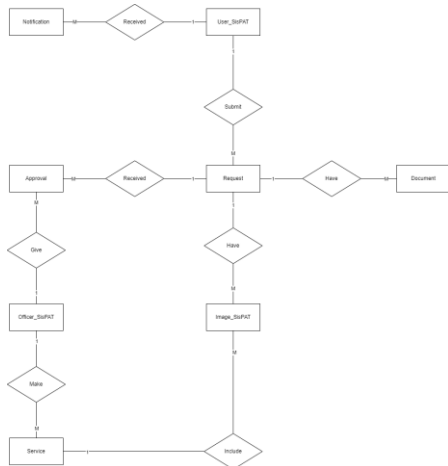 Notification
M
Received
1
User_SisPAT
1
Submit
M
Approval
M
Received
1
Request
1
Have
M
Document
M
1
Give
Have
1
M
Officer_SisPAT
Image_SisPAT
1
M
Make
M
Service
1
Include